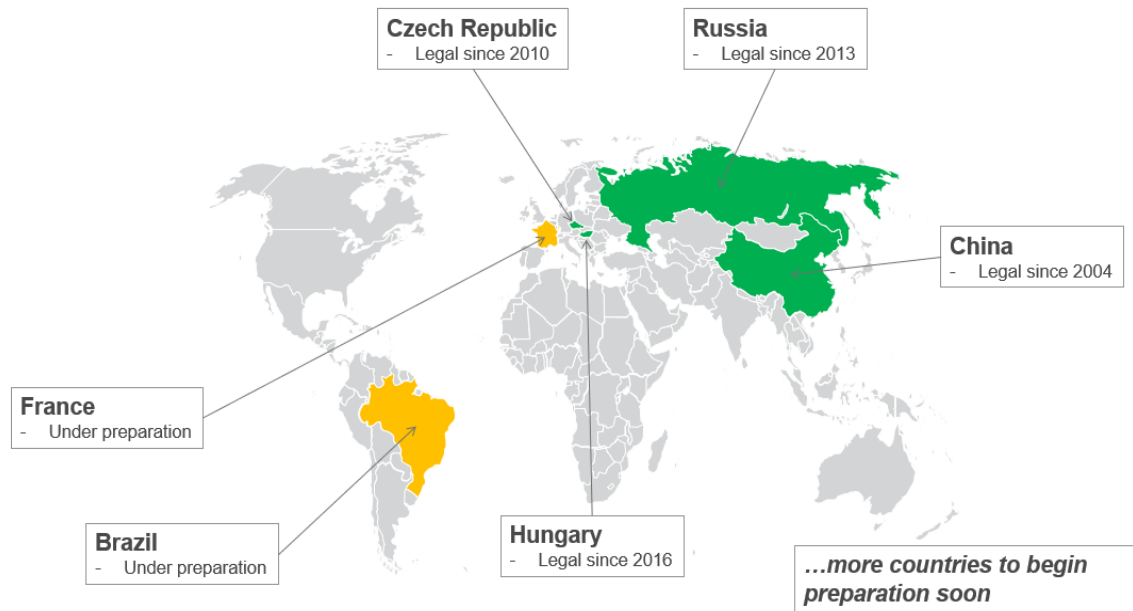 Czech Republic
- Legal since 2010
Russia
- Legal since 2013
China
- Legal since 2004
France
- Under preparation
Brazil
- Under preparation
Hungary
- Legal since 2016
...more countries to begin
preparation soon